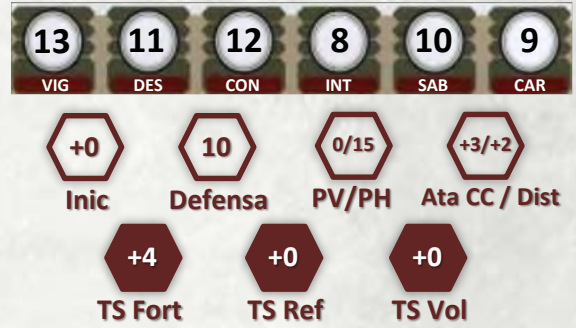 13 11 12 8 10 9
VIG DES CON INT SAB CAR
+0 10 0/15 +3/+2
Inic Defensa PV/PH Ata CC / Dist
+4 +0 +0
TS Fort TS Ref TS Vol